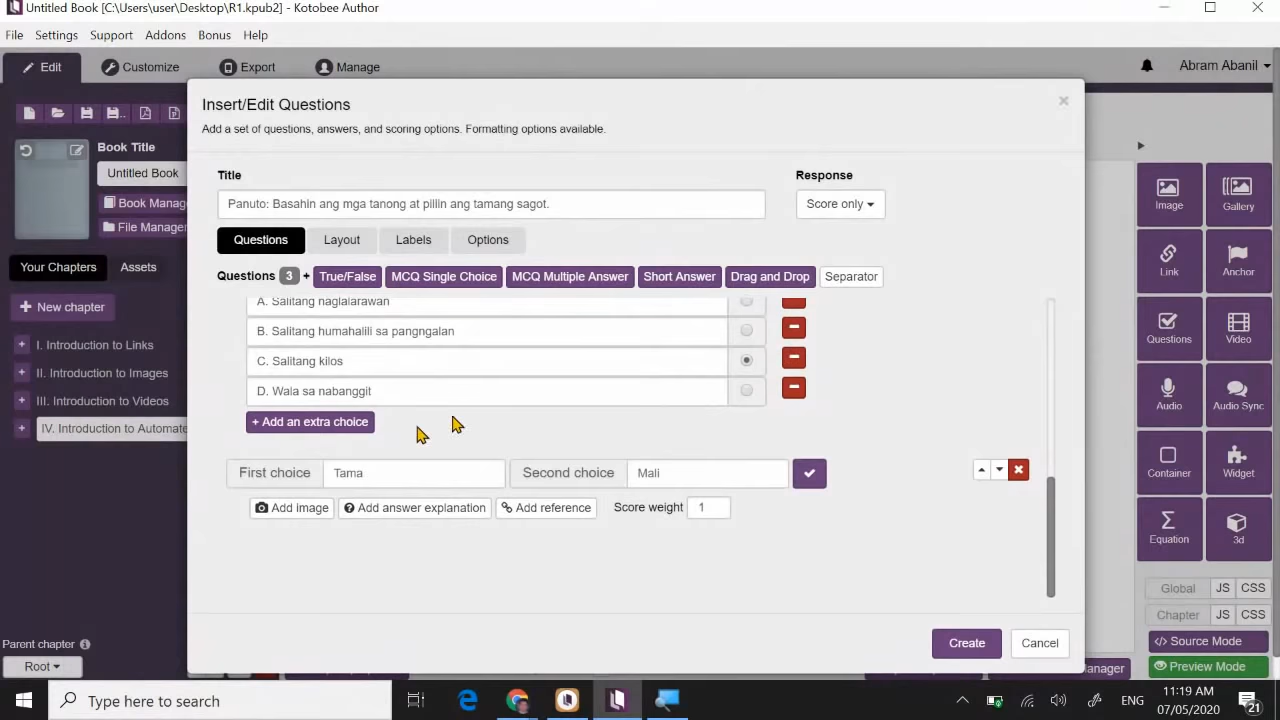 Untitled Book [C:\Users\user\Desktop\R1.kpub2] - Kotobee Author
File Settings Support Addons Bonus Help
Edit Customize Export Manage Abram Abanil
Book Title
Untitled Book
Book Manag
File Manager
Your Chapters Assets
+ New chapter
+ I. Introduction to Links
+ II. Introduction to Images
+ III. Introduction to Videos
+ IV. Introduction to Automate
Parent chapter
Root
Insert/Edit Questions ×
Add a set of questions, answers, and scoring options. Formatting options available.
Title Response
Panuto: Basahin ang mga tanong at piliin ang tamang sagot. Score only
Questions Layout Labels Options
Questions 3 + True/False MCQ Single Choice MCQ Multiple Answer Short Answer Drag and Drop Separator
A. Salitang naglalarawan
B. Salitang humahalili sa pangngalan
C. Salitang kilos
D. Wala sa nabanggit
+ Add an extra choice
First choice Tama Second choice Mali
Add image Add answer explanation Add reference Score weight 1
Create Cancel
Image Gallery
Link Anchor
Questions Video
Audio Audio Sync
Container Widget
Equation 3d
Global JS CSS
Chapter JS CSS
</> Source Mode
anager Preview Mode
Type here to search
ENG
11:19 AM
07/05/2020
21